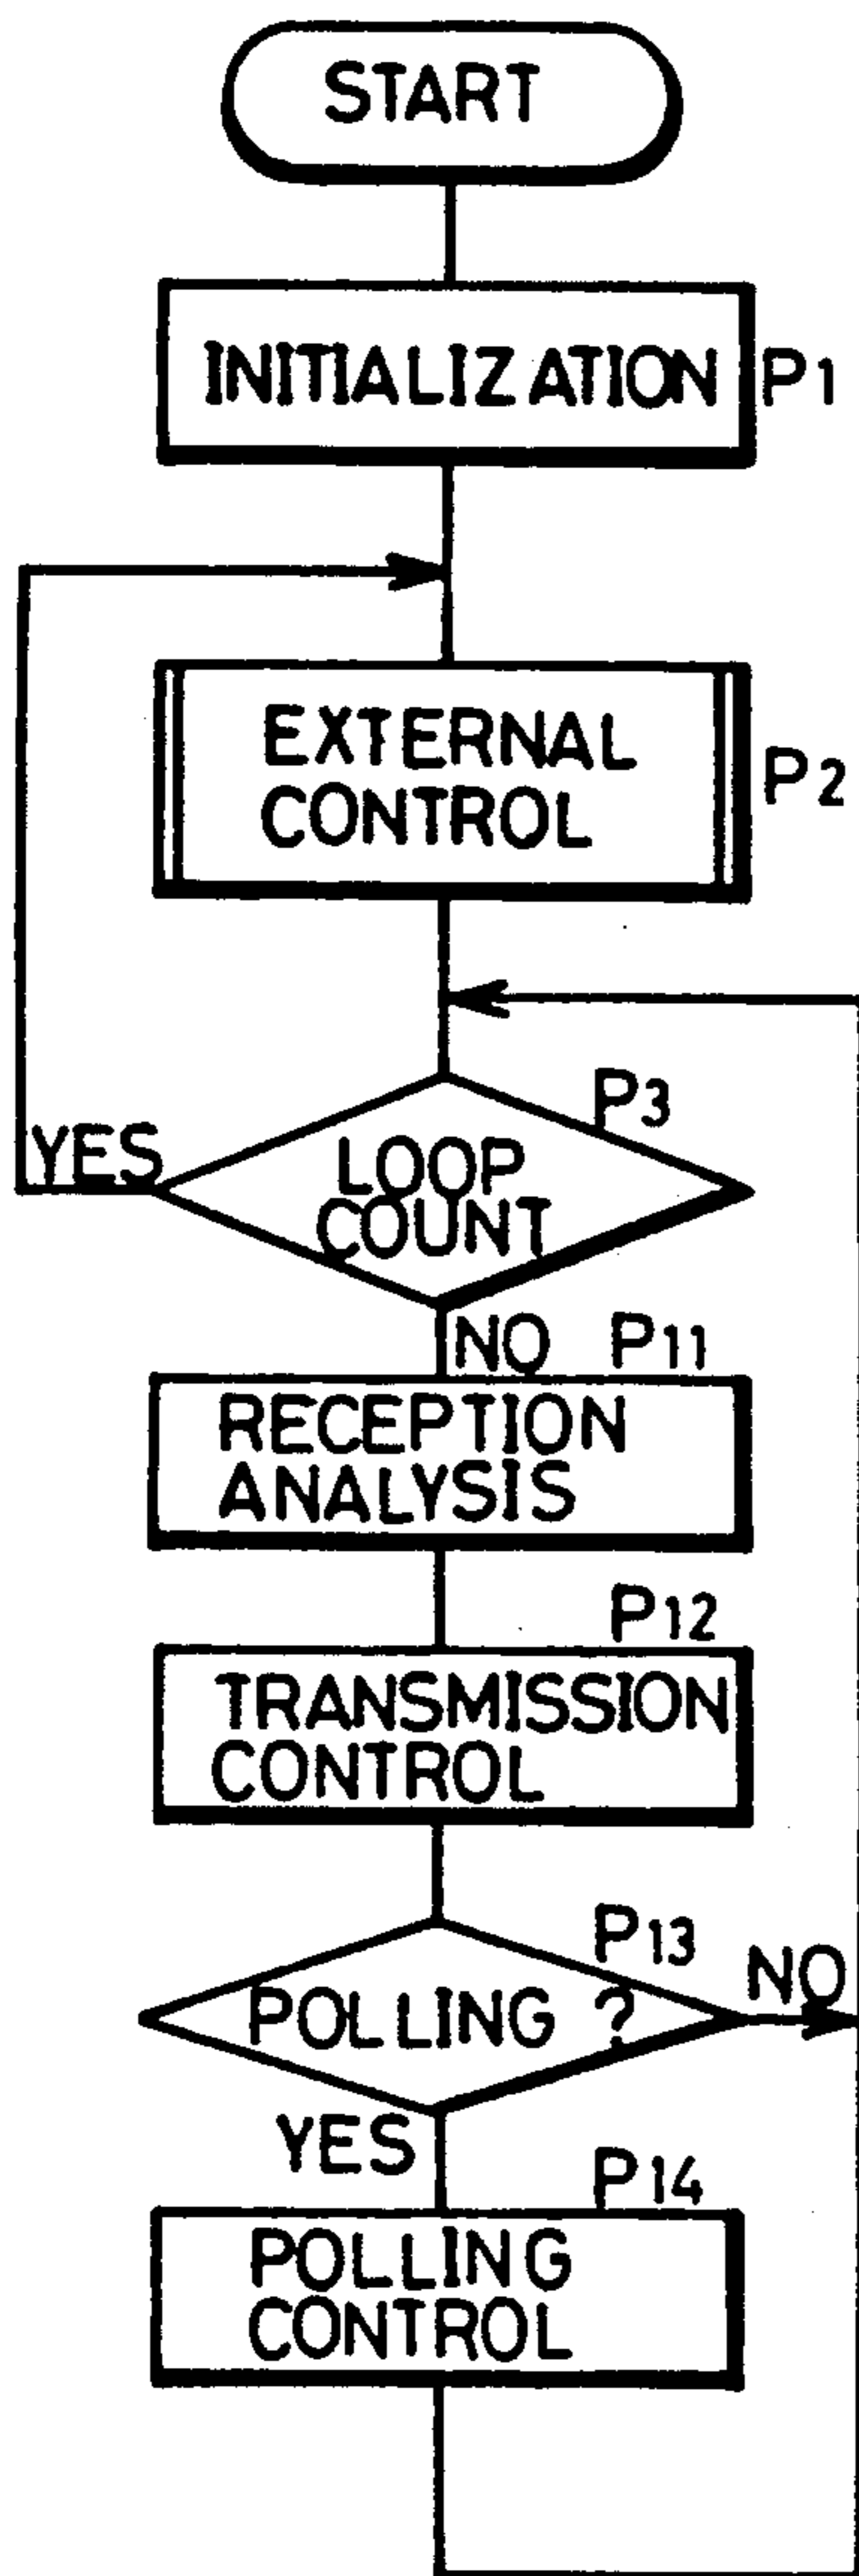 START
INITIALIZATION P1
EXTERNAL
CONTROL
P2
P3
YES
LOOP
COUNT
NO P11
RECEPTION
ANALYSIS
P12
TRANSMISSION
CONTROL
P13
NO
POLLING ?
YES
P14
POLLING
CONTROL